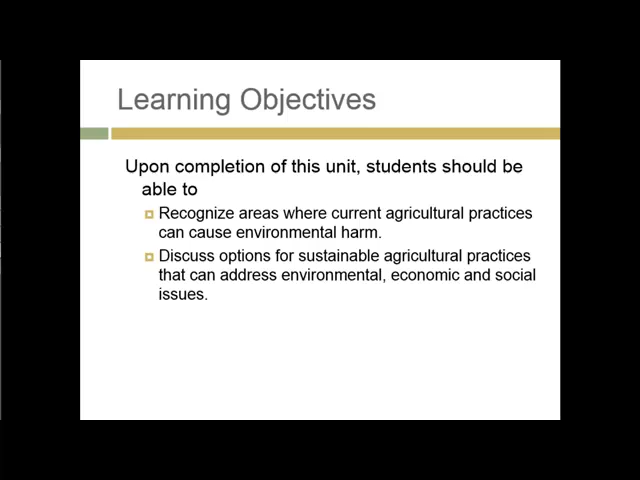 Learning Objectives
Upon completion of this unit, students should be
able to
Recognize areas where current agricultural practices
can cause environmental harm.
Discuss options for sustainable agricultural practices
that can address environmental, economic and social
issues.